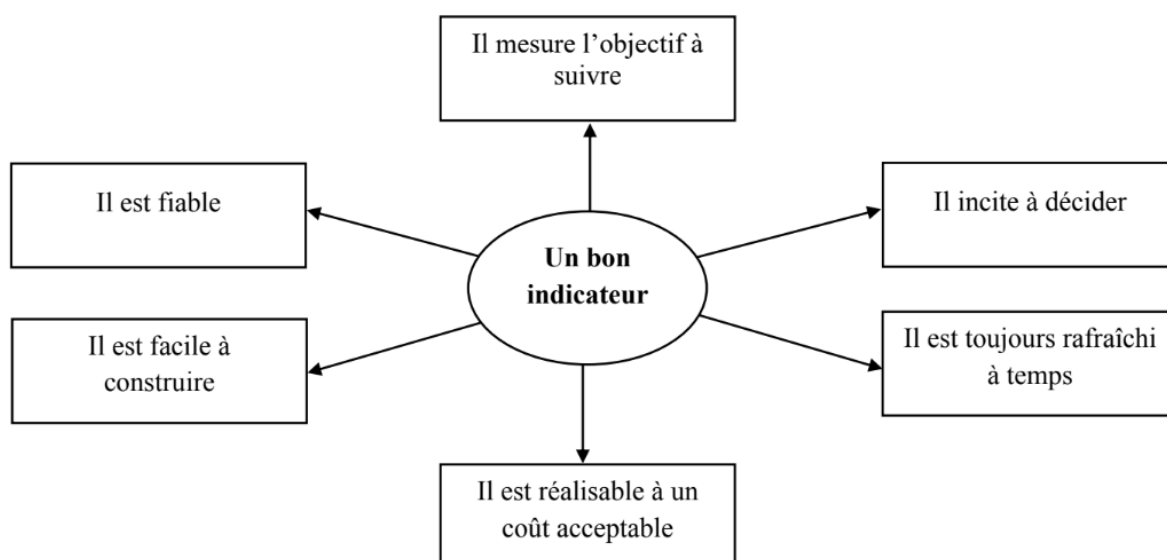 Il mesure l’objectif à
suivre
Il est fiable
Il incite à décider
Un bon
indicateur
Il est facile à
construire
Il est toujours rafraîchi
à temps
Il est réalisable à un
coût acceptable